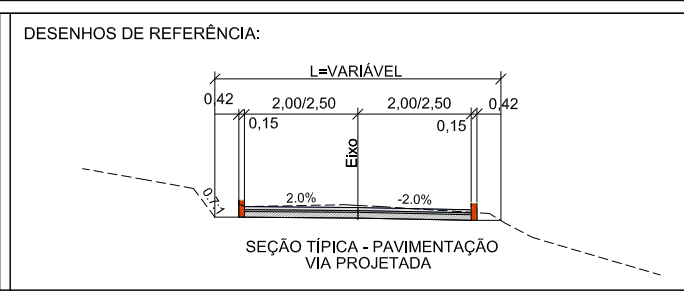 DESENHOS DE REFERÊNCIA:
L=VARIÁVEL
0,42 2,00/2,50 2,00/2,50 0,42
0,15 0,15
Eixo
0.7:1
2.0% -2.0%
SEÇÃO TÍPICA - PAVIMENTAÇÃO
VIA PROJETADA